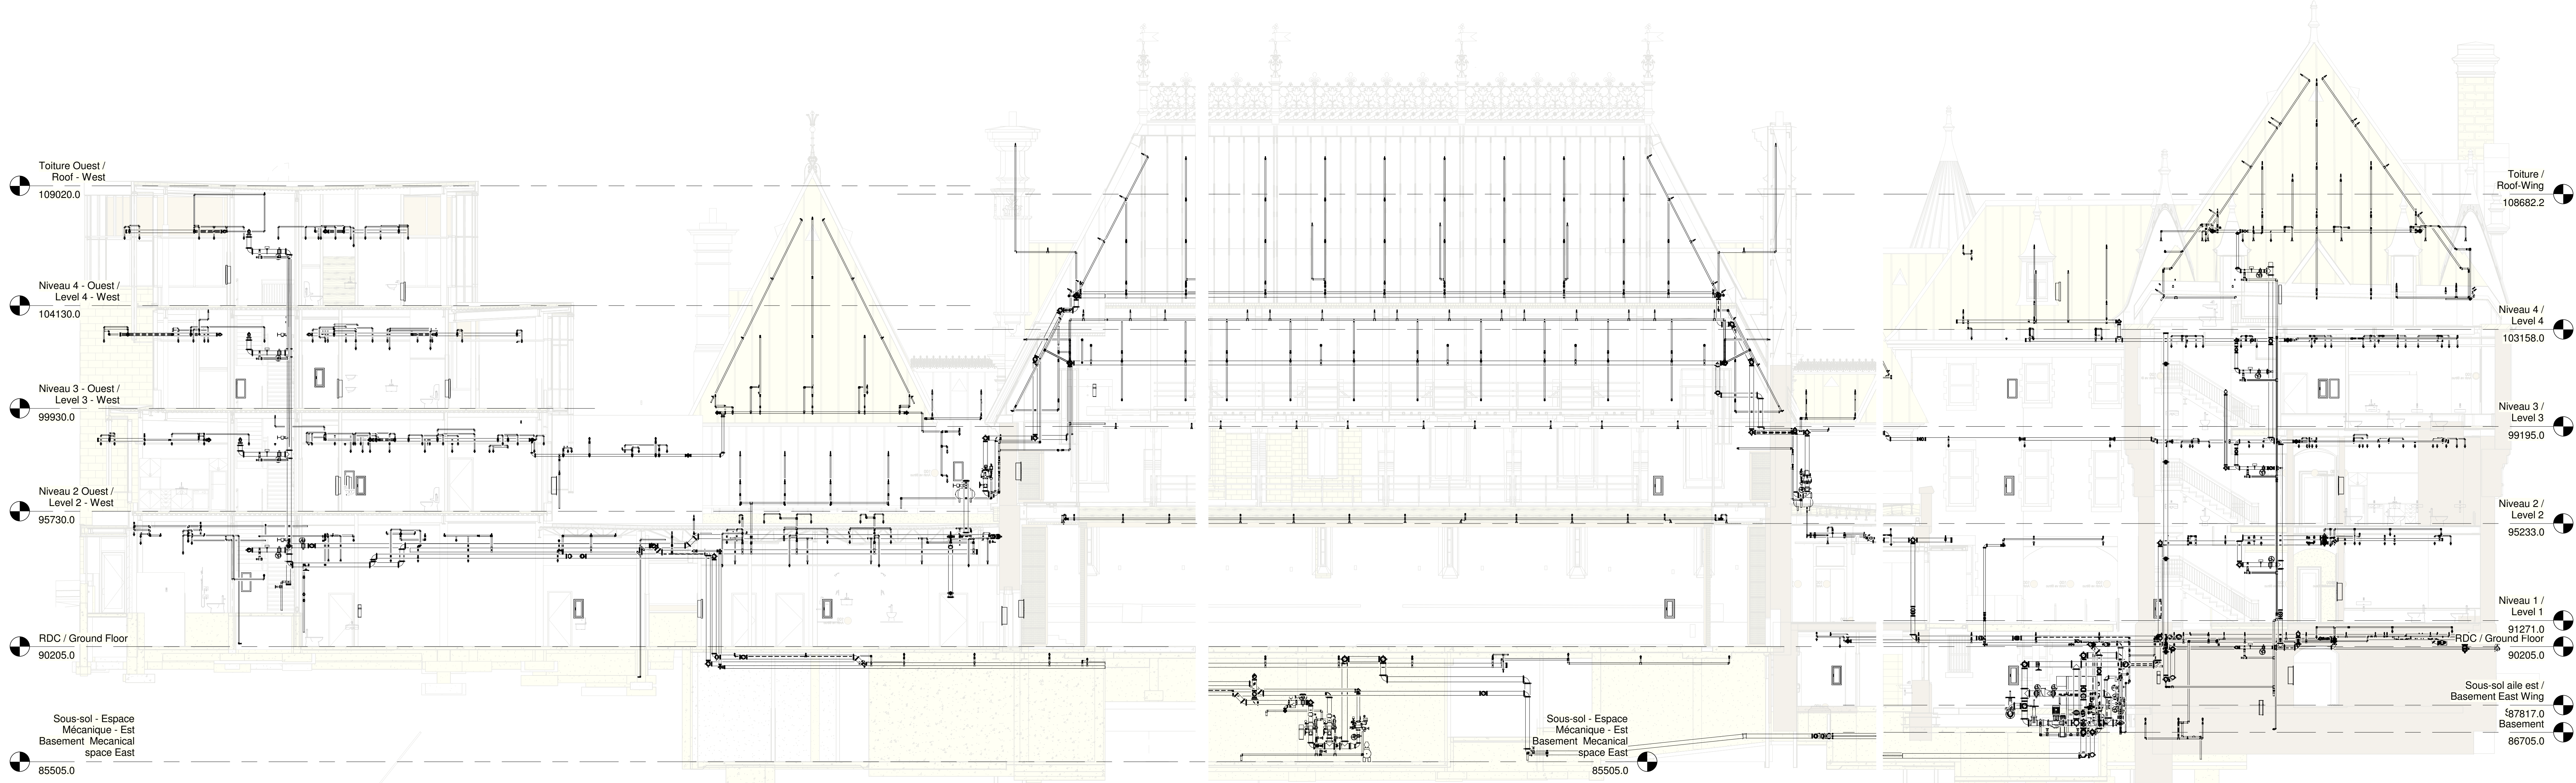 Toiture Ouest /
Roof - West
109020.0
Niveau 4 - Ouest /
Level 4 - West
104130.0
Niveau 3 - Ouest /
Level 3 - West
99930.0
Niveau 2 Ouest /
Level 2 - West
95730.0
RDC / Ground Floor
90205.0
Sous-sol - Espace
Mécanique - Est
Basement Mecanical
space East
85505.0
Sous-sol - Espace
Mécanique - Est
Basement Mecanical
space East
85505.0
Toiture /
Roof-Wing
108682.2
Niveau 4 /
Level 4
103158.0
Niveau 3 /
Level 3
99195.0
Niveau 2 /
Level 2
95233.0
Niveau 1 /
Level 1
91271.0
RDC / Ground Floor
90205.0
Sous-sol aile est /
Basement East Wing
87817.0
Basement
86705.0